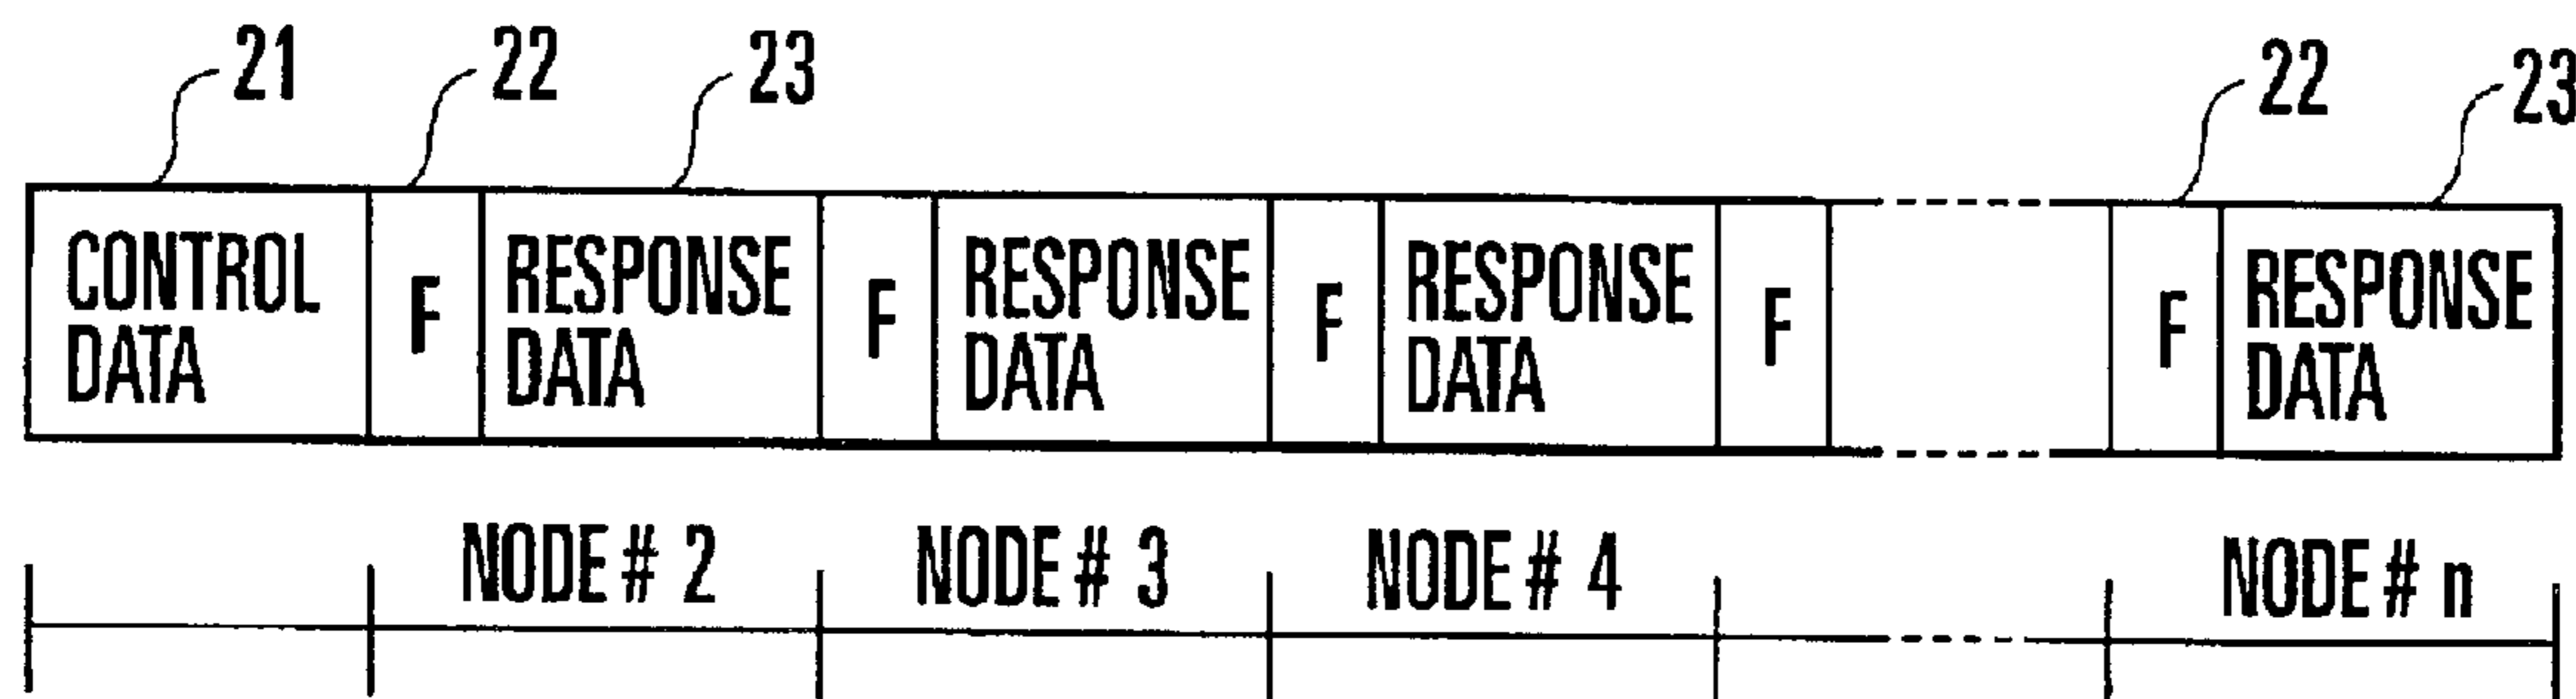 21 22 23 22 23
CONTROL DATA F RESPONSE DATA F RESPONSE DATA F RESPONSE DATA F F RESPONSE DATA
NODE # 2 NODE # 3 NODE # 4 NODE # n